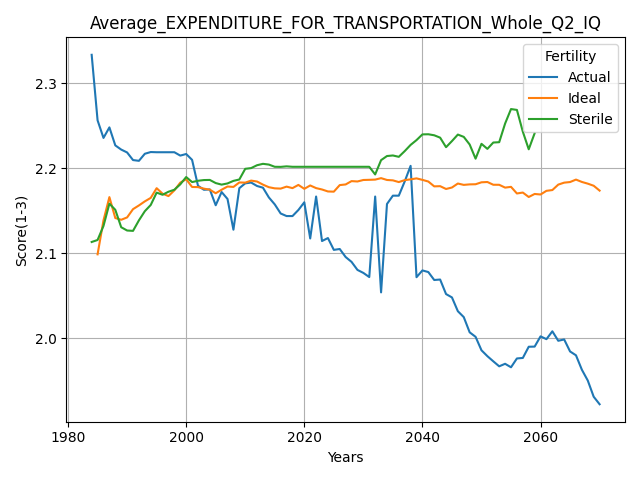 Average_EXPENDITURE_FOR_TRANSPORTATION_Whole_Q2_IQ
Fertility
Actual
Ideal
Sterile
Score(1-3)
2.3
2.2
2.1
2.0
1980
2000
2020
2040
2060
Years